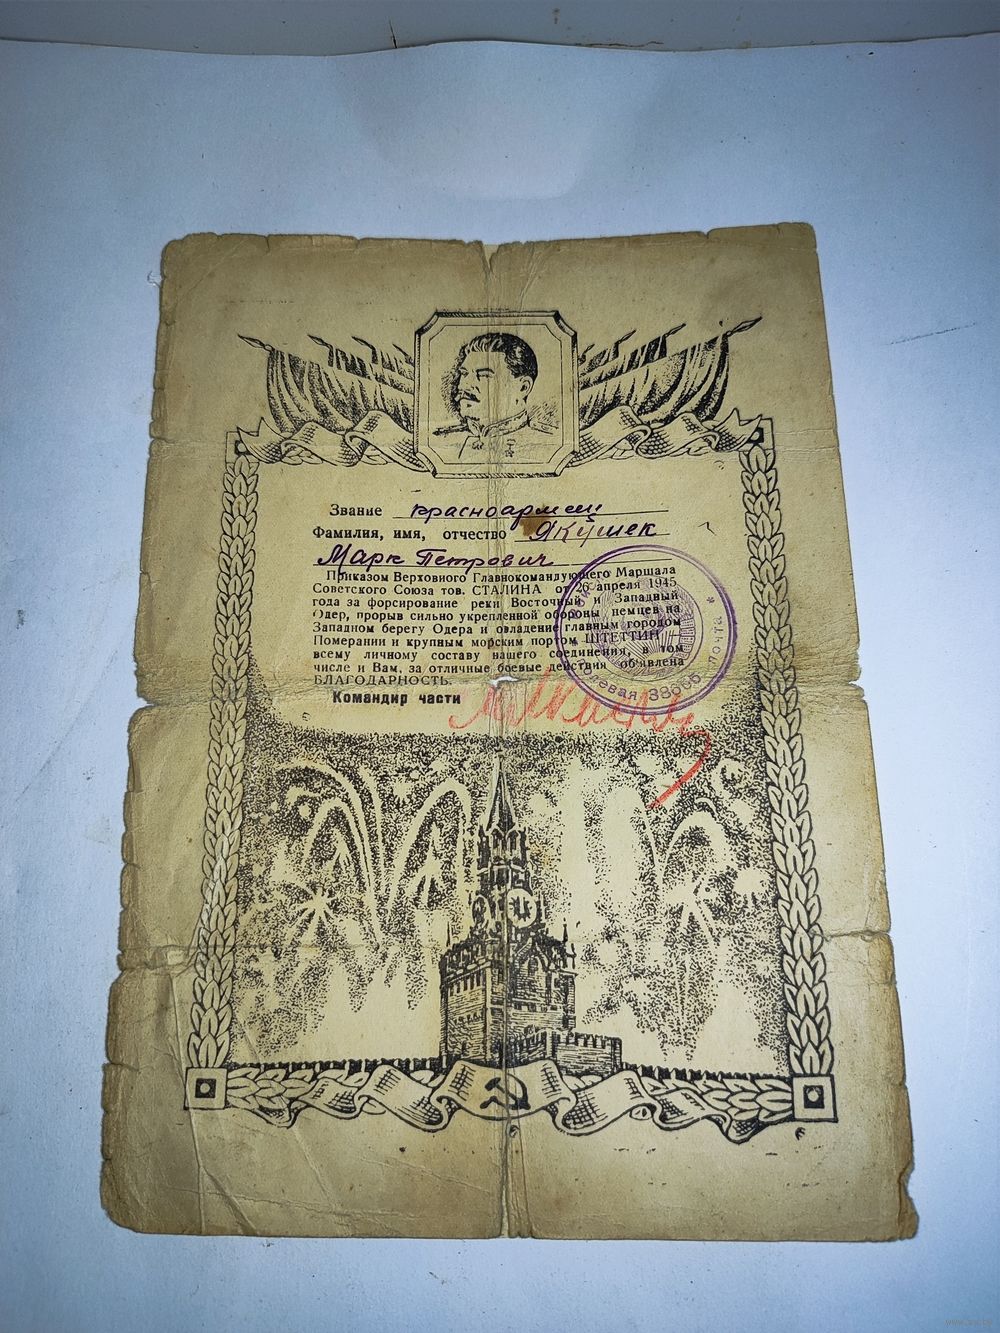 Звание красноармеец
Фамилия, имя, отчество Якушек
Марк Петрович
Приказом Верховного Главнокомандующего Маршала
Советского Союза тов. СТАЛИНА от 26 апреля 1945
года за форсирование реки Восточный и Западный
Одер, прорыв сильно укрепленной обороны немцев на
Западном берегу Одера и овладение главным городом
Померании и крупным морским портом ШТЕТТИН
всему личному составу нашего соединения, в том
числе и Вам, за отличные боевые действия объявлена
БЛАГОДАРНОСТЬ.
Командир части
полевая почта